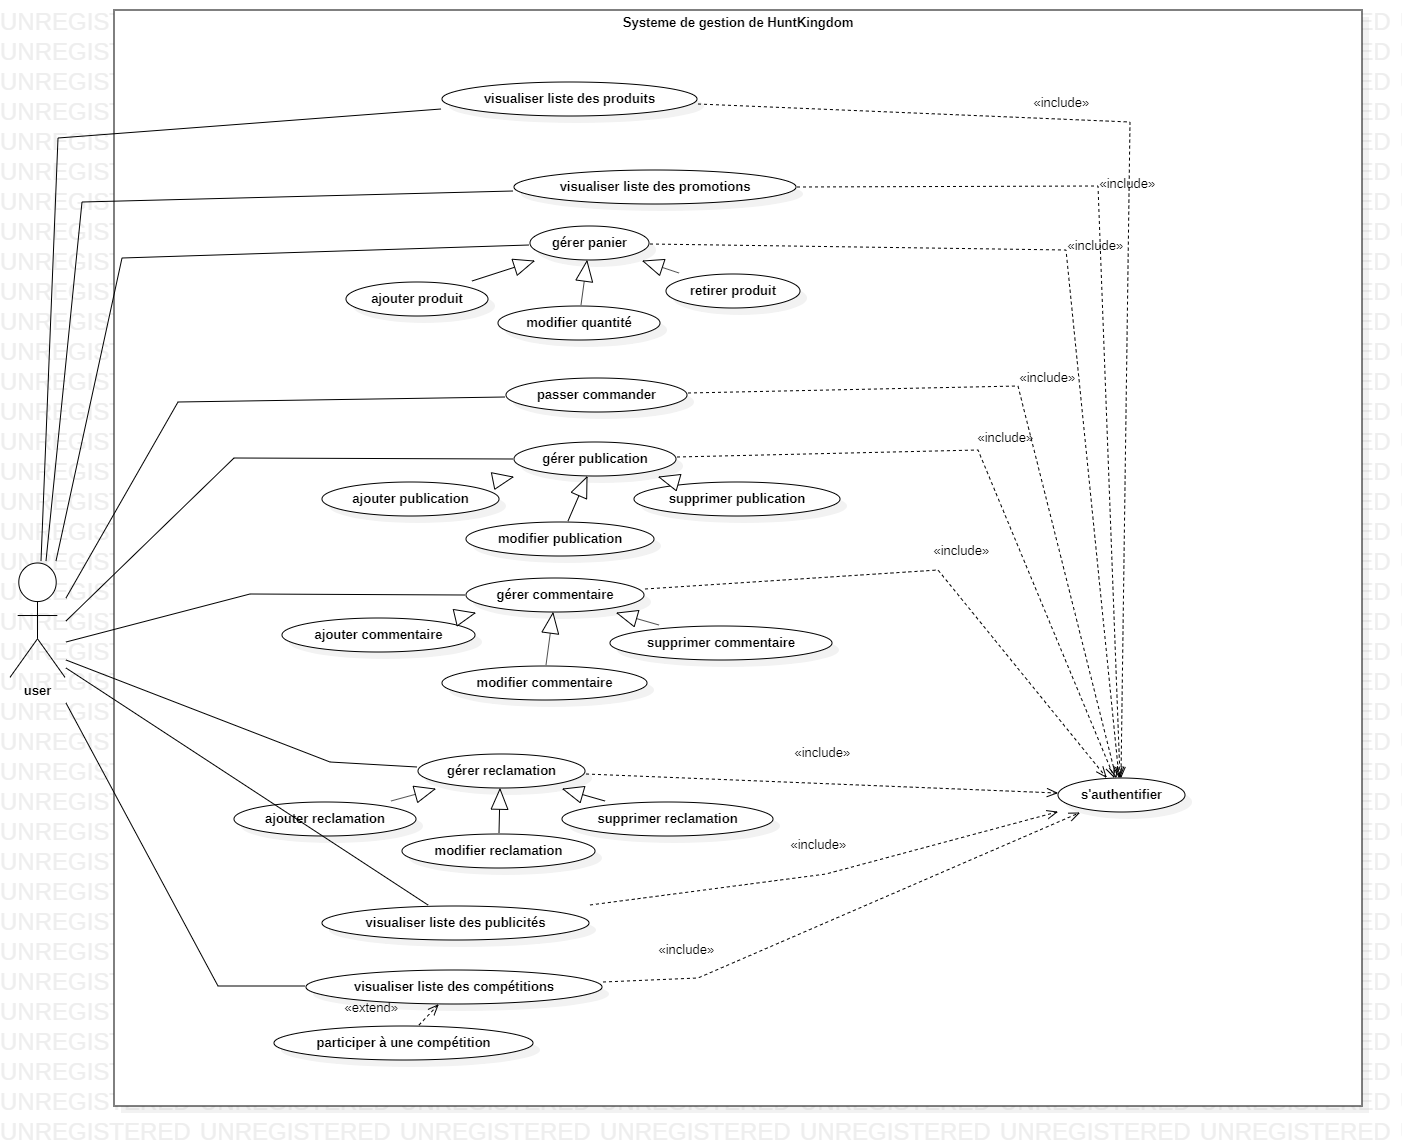 Systeme de gestion de HuntKingdom
visualiser liste des produits
«include»
visualiser liste des promotions
«include»
gérer panier
«include»
ajouter produit
retirer produit
modifier quantité
passer commander
«include»
gérer publication
«include»
ajouter publication
supprimer publication
modifier publication
«include»
gérer commentaire
ajouter commentaire
supprimer commentaire
modifier commentaire
user
gérer reclamation
«include»
s'authentifier
ajouter reclamation
supprimer reclamation
modifier reclamation
«include»
visualiser liste des publicités
«include»
visualiser liste des compétitions
«extend»
participer à une compétition
UNREGISTERED UNREGISTERED UNREGISTERED UNREGISTERED UNREGISTERED UNREGISTERED UNREGISTERED